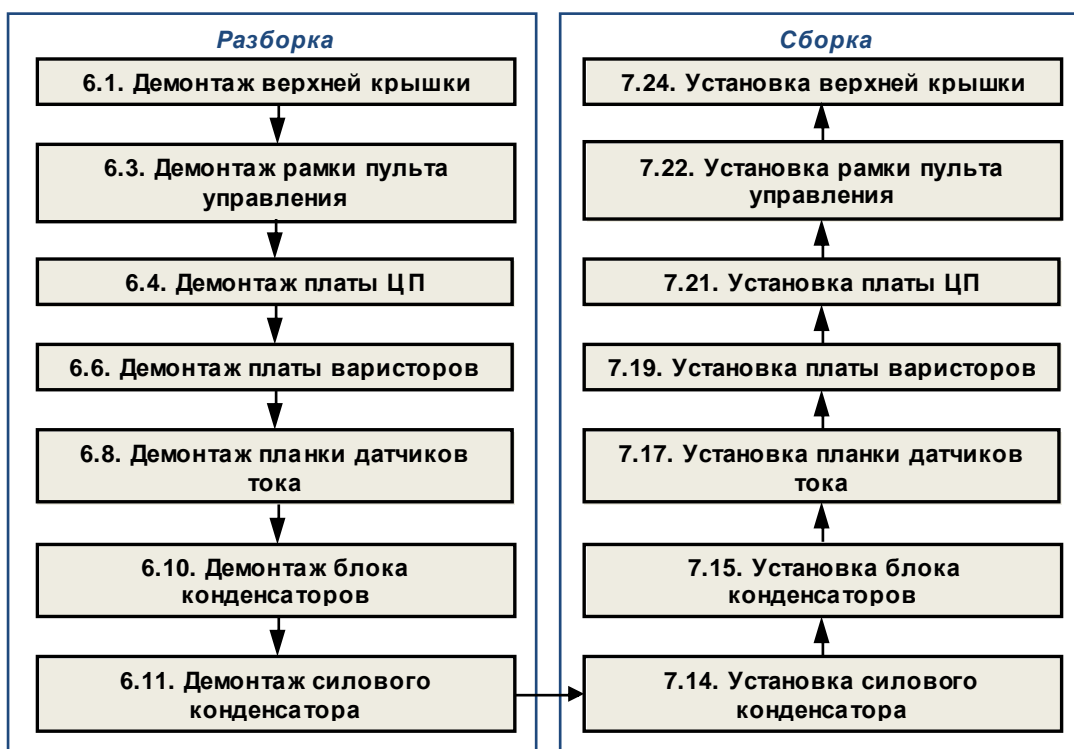 Разборка
6.1. Демонтаж верхней крышки
6.3. Демонтаж рамки пульта
управления
6.4. Демонтаж платы ЦП
6.6. Демонтаж платы варисторов
6.8. Демонтаж планки датчиков
тока
6.10. Демонтаж блока
конденсаторов
6.11. Демонтаж силового
конденсатора
Сборка
7.24. Установка верхней крышки
7.22. Установка рамки пульта
управления
7.21. Установка платы ЦП
7.19. Установка платы варисторов
7.17. Установка планки датчиков
тока
7.15. Установка блока
конденсаторов
7.14. Установка силового
конденсатора